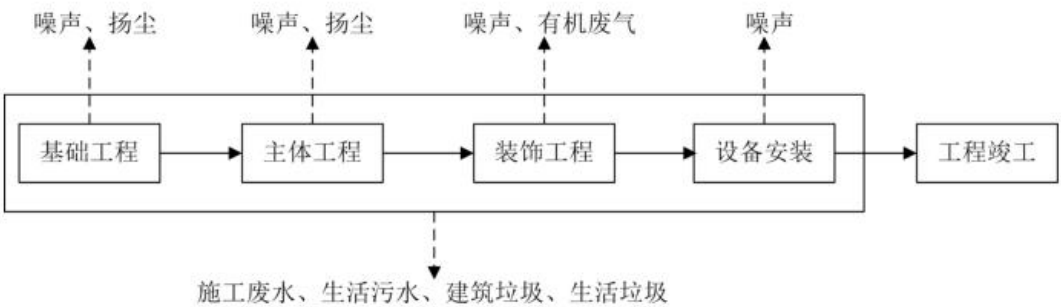 噪声、扬尘
噪声、扬尘
噪声、有机废气
噪声
基础工程
主体工程
装饰工程
设备安装
工程竣工
施工废水、生活污水、建筑垃圾、生活垃圾